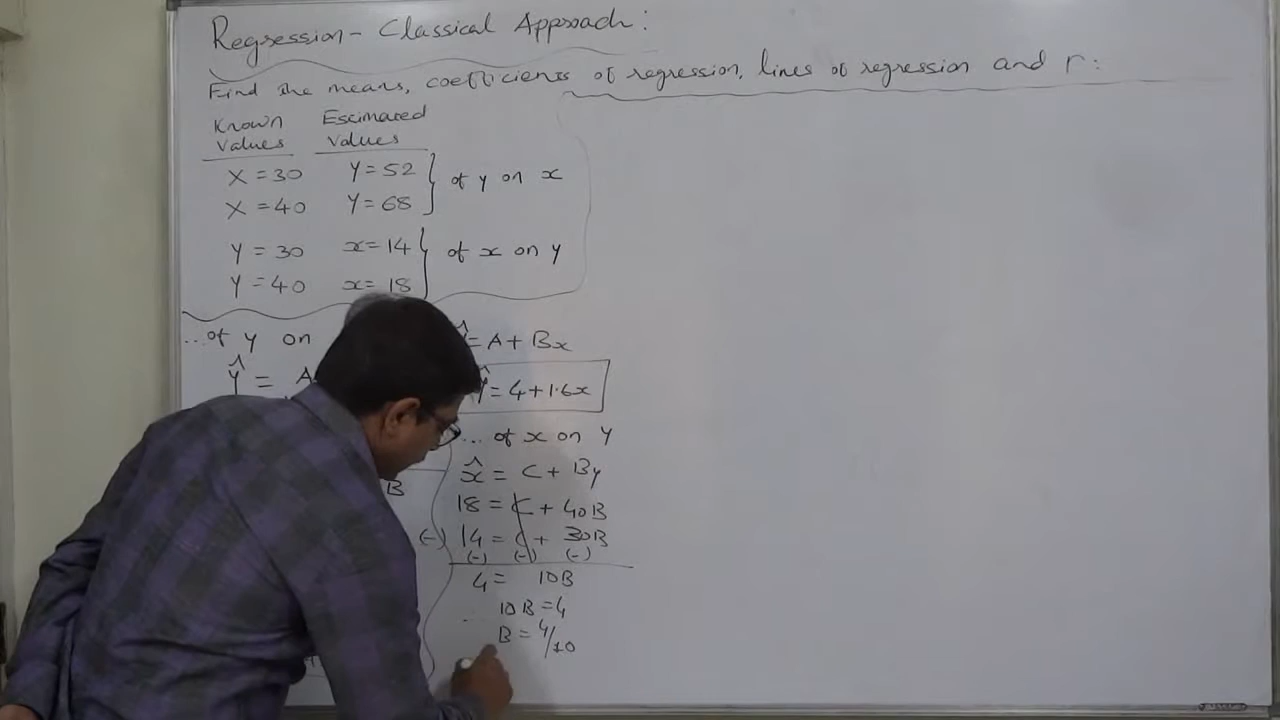 Regression - Classical Approach :
Find the means, coefficients of regression, lines of regression and r :
Known Values
Estimated Values
X = 30 Y = 52
X = 40 Y = 68
of y on x
Y = 30 x = 14
Y = 40 x = 18
of x on y
... of y on
Ŷ = A
B
Ŷ = A + Bx
Ŷ = 4 + 1.6x
... of x on y
x̂ = C + By
18 = C + 40B
(-) 14 = C + 30B
(-) (-) (-)
4 = 10B
10B = 4
B = 4/10